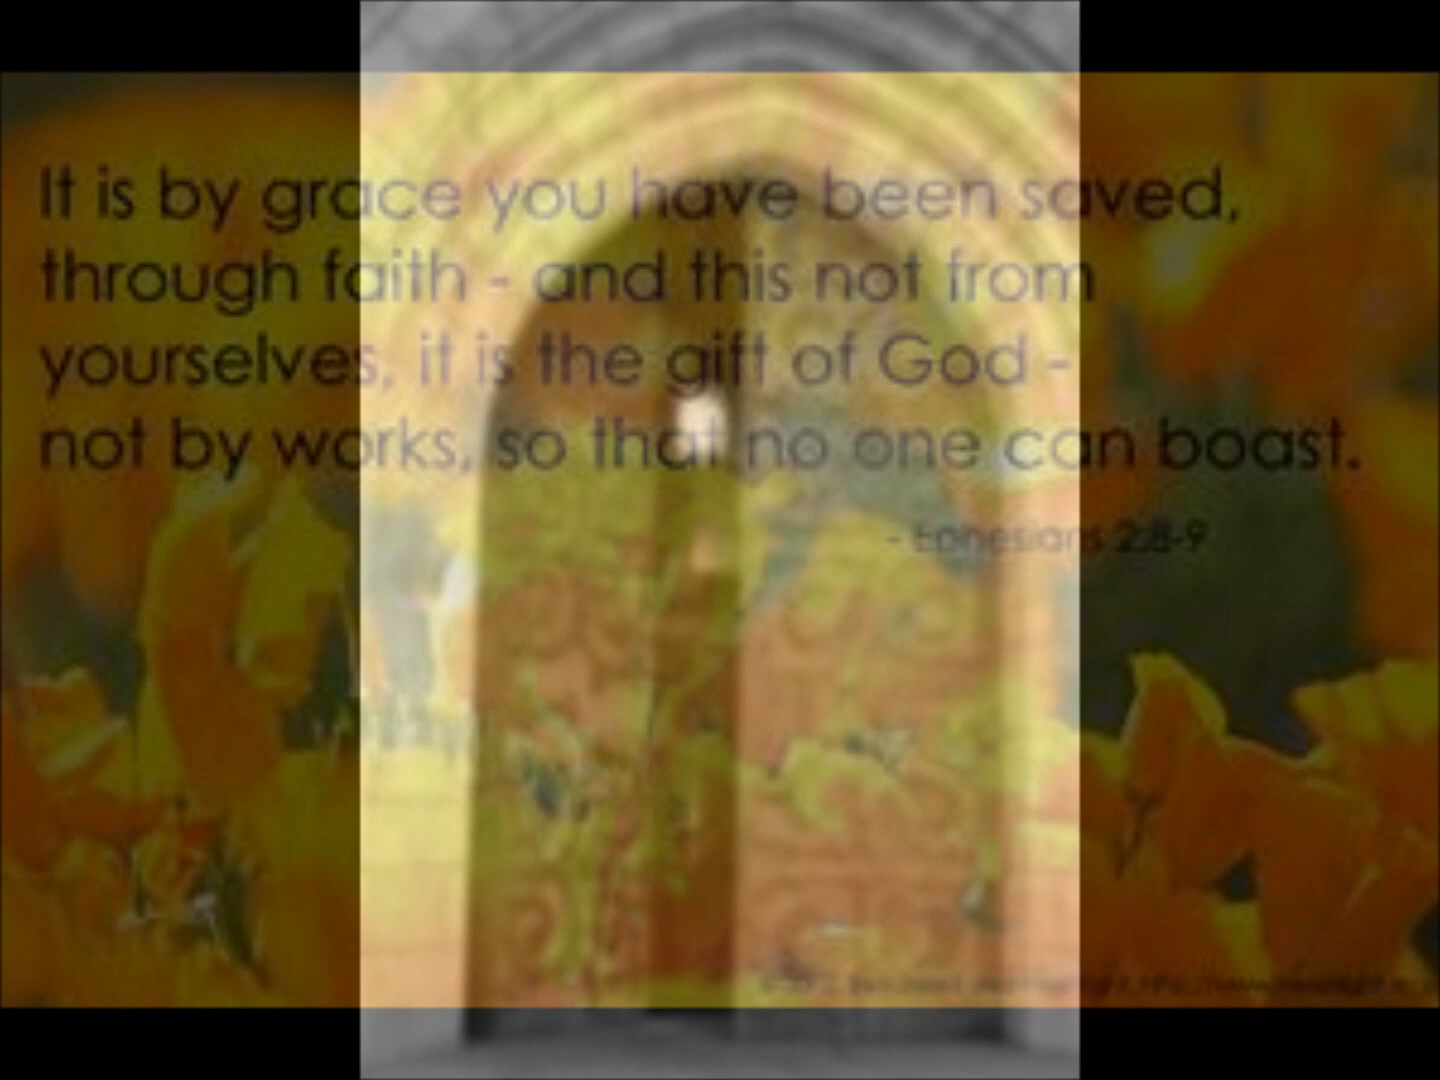 It is by grace you have been saved,
through faith - and this not from
yourselves, it is the gift of God -
not by works, so that no one can boast.
- Ephesians 2:8-9